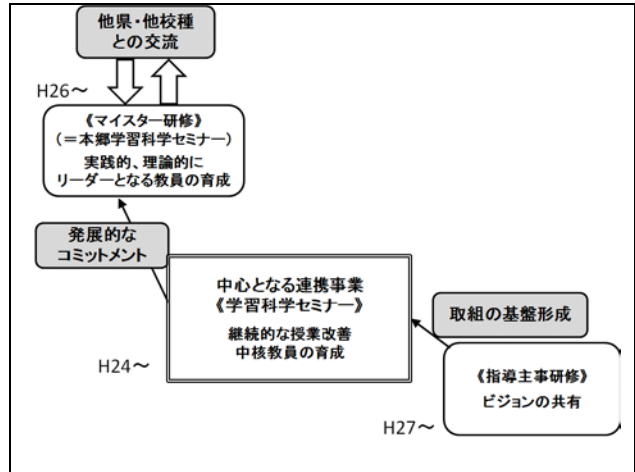 他県・他校種
との交流
H26～
《マイスター研修》
（＝本郷学習科学セミナー）
実践的、理論的に
リーダーとなる教員の育成
発展的な
コミットメント
中心となる連携事業
《学習科学セミナー》
継続的な授業改善
中核教員の育成
H24～
取組の基盤形成
《指導主事研修》
ビジョンの共有
H27～